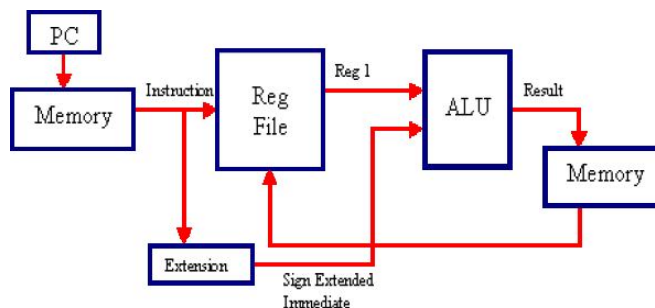 PC
Memory
Instruction
Reg
File
Reg 1
ALU
Result
Memory
Extension
Sign Extended
Immediate